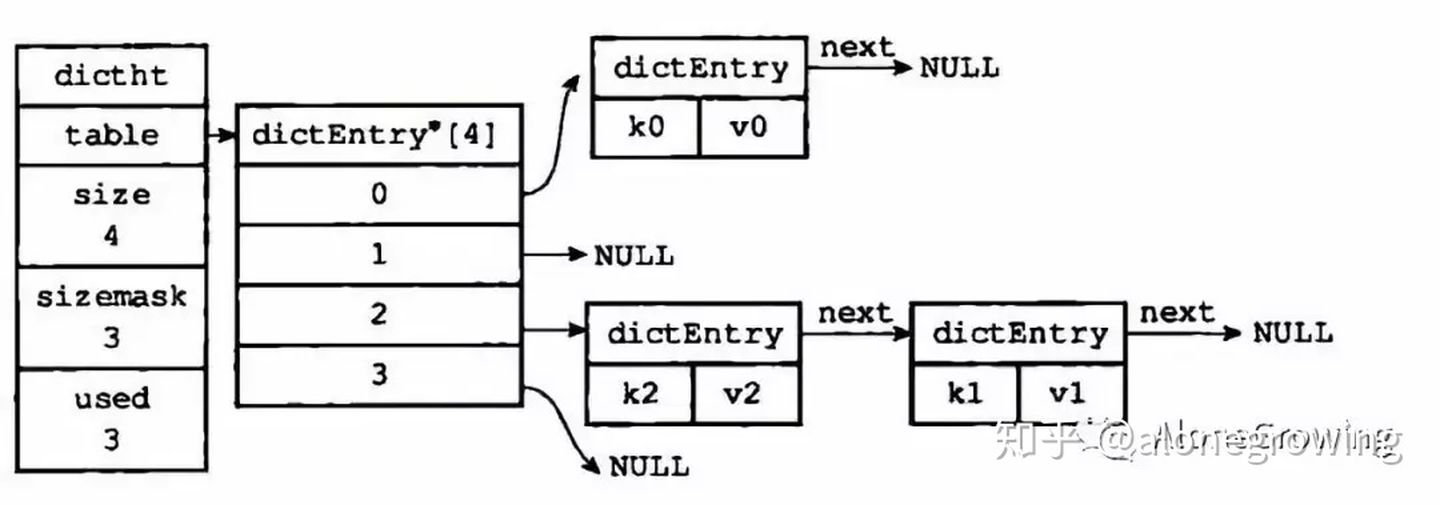 dictht
table
size
4
sizemask
3
used
3
dictEntry*[4]
0
1
2
3
dictEntry
k0 v0
next
NULL
NULL
dictEntry
k2 v2
next
dictEntry
k1 v1
next
NULL
NULL
知乎 @alonegrowing
AloneGrowing